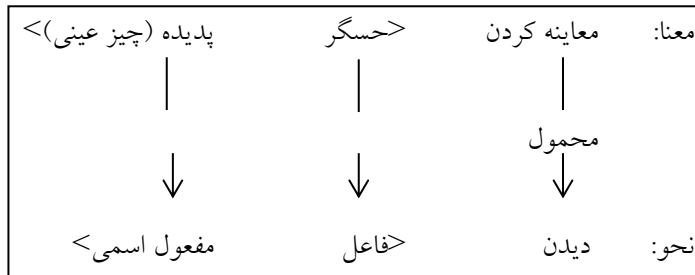 معنا: معاینه کردن <حسگر پدیده (چیز عینی)>
محمول
نحو: دیدن <فاعل مفعول اسمی>